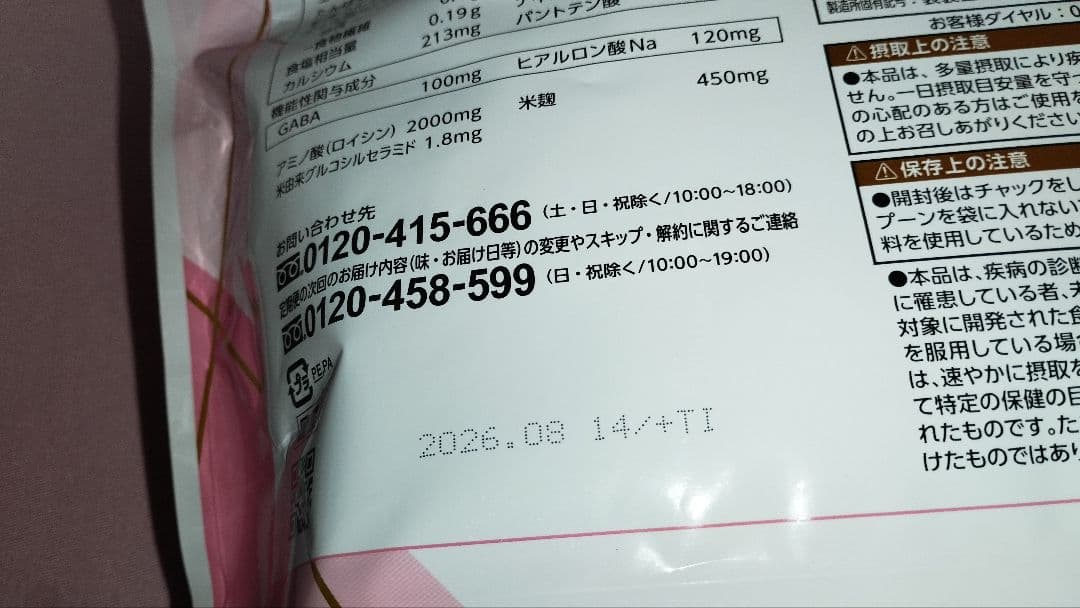 0.19g
パントテン酸
食物繊維
213mg
食塩相当量
カルシウム
機能性関与成分
GABA 100mg ヒアルロン酸Na 120mg
アミノ酸(ロイシン) 2000mg 米麹 450mg
米由来グルコシルセラミド 1.8mg
お問い合わせ先
0120-415-666 (土・日・祝除く/10:00~18:00)
定期便の次回のお届け内容(味・お届け日等)の変更やスキップ・解約に関するご連絡
0120-458-599 (日・祝除く/10:00~19:00)
PE,PA
2026.08 14/+TI
製造所固有記号:
お客様ダイヤル:0
⚠摂取上の注意
●本品は、多量摂取により疾
せん。一日摂取目安量を守っ
の心配のある方はご使用を
の上お召しあがりください
⚠保存上の注意
●開封後はチャックをし
プーンを袋に入れない
料を使用しているため
●本品は、疾病の診断
に罹患している者、未
対象に開発された食
を服用している場合
は、速やかに摂取を
て特定の保健の目
れたものです。た
けたものではあり